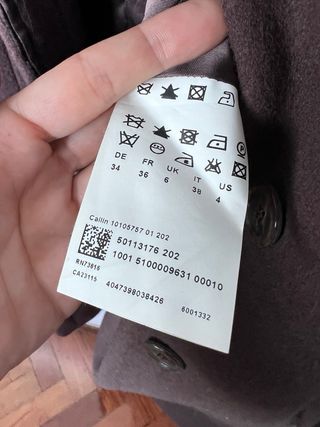 DE FR UK IT US
34 36 6 38 4
Callin 10105757 01 202
50113176 202
1001 5100009631 00010
RN73616
CA23115
4047398038426
6001332